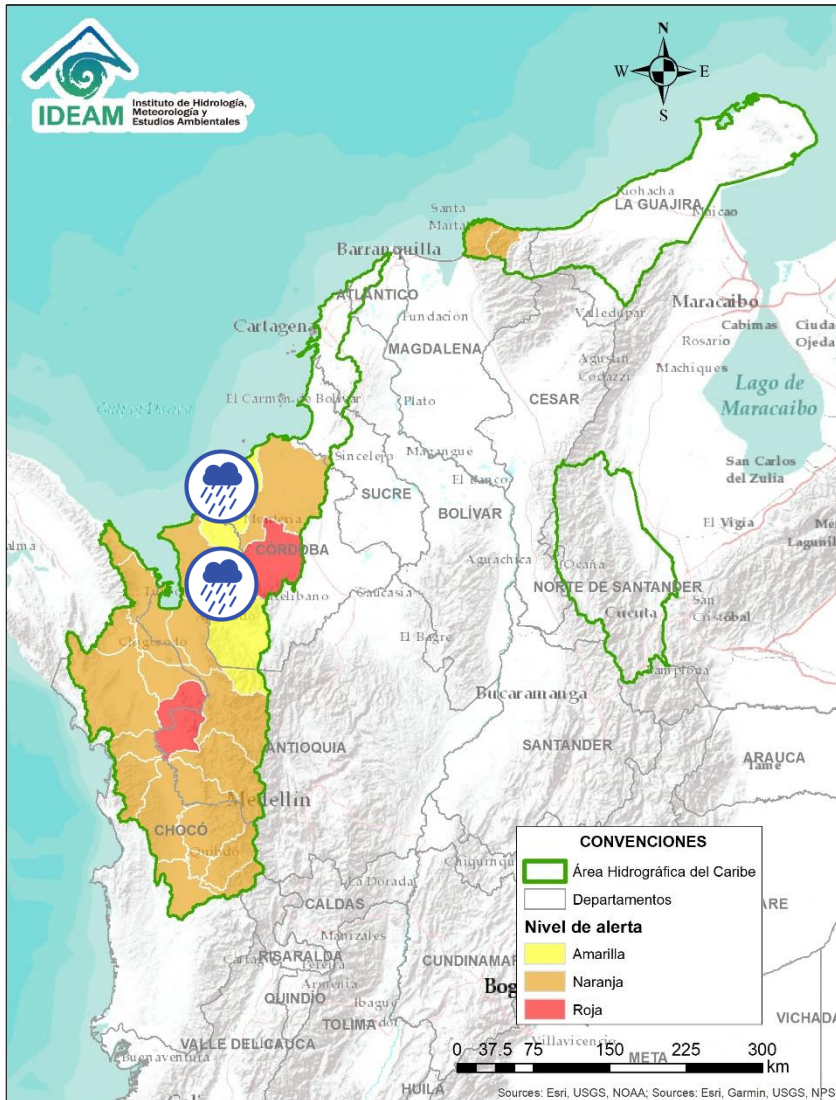 IDEAM
Instituto de Hidrología,
Meteorología y
Estudios Ambientales
N
W
E
S
Riohacha
LA GUAJIRA
Maicao
Santa
Marta
Barranquilla
ATLÁNTICO
Maracaibo
Fundación
Valledupar
Cabimas
Ciudad
Ojeda
Cartagena
Rosario
MAGDALENA
Agustín
Codazzi
Machiques
Lago de
Maracaibo
CESAR
El Carmen de Bolívar
Plato
Sincelejo
Magangue
San Carlos
del Zulia
El Banco
SUCRE
BOLÍVAR
Montería
El Vigía
CÓRDOBA
Aguachica
Ocaña
NORTE DE SANTANDER
Caucasia
Cúcuta
San
Cristóbal
El Bagre
Pamplona
Bucaramanga
ANTIOQUIA
SANTANDER
ARAUCA
Tame
Medellín
CHOCÓ
Quibdó
La Dorada
CALDAS
Manizales
RISARALDA
Pereira
Armenia
QUINDÍO
Ibagué
TOLIMA
VALLE DEL CAUCA
Buenaventura
HUILA
Villavicencio
META
VICHADA
CONVENCIONES
Área Hidrográfica del Caribe
Departamentos
Nivel de alerta
Amarilla
Naranja
Roja
0 37.5 75 150 225 300
km
Sources: Esri, USGS, NOAA; Sources: Esri, Garmin, USGS, NPS